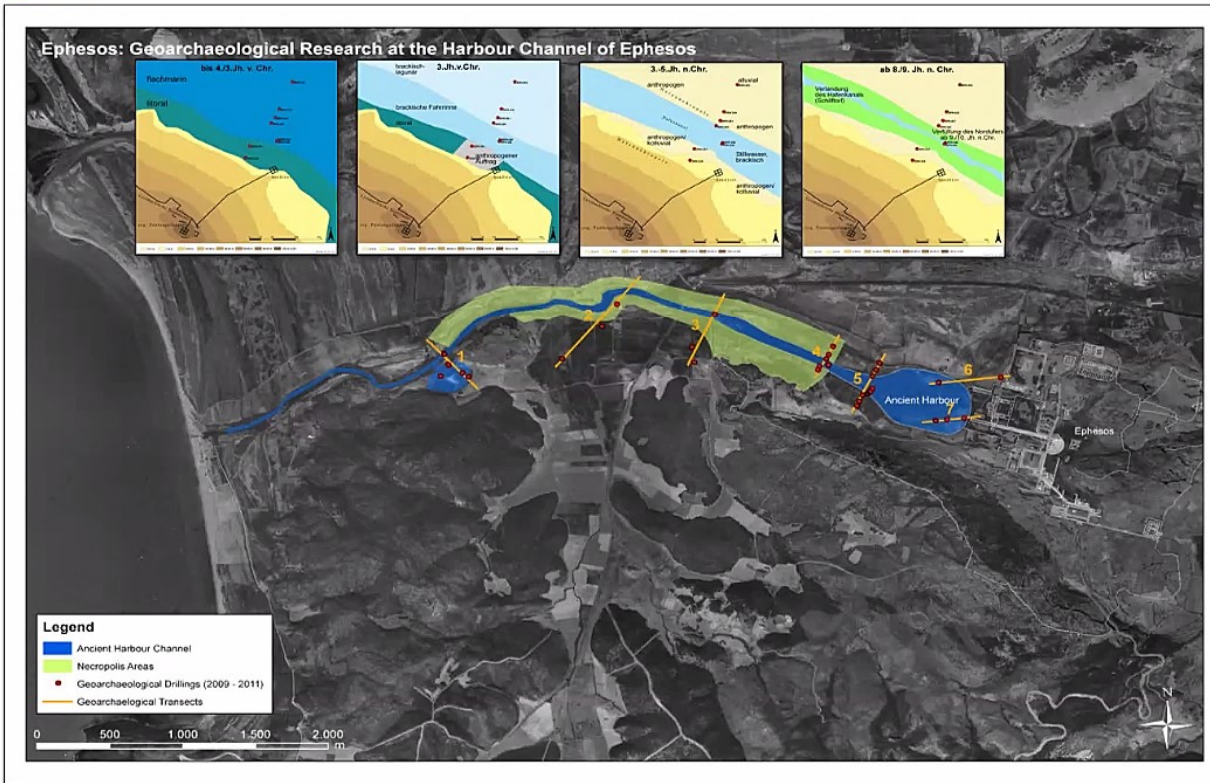 Ephesos: Geoarchaeological Research at the Harbour Channel of Ephesos
bis 4./3.Jh. v. Chr.
flachmarin
litoral
3.Jh.v.Chr.
brackisch-
lagunär
brackische Fahrrinne
litoral
anthropogener
Auftrag
3.-5.Jh. n.Chr.
anthropogen
alluvial
anthropogen
anthropogen/
kolluvial
Stillwasser,
brackisch
anthropogen/
kolluvial
ab 8./9. Jh. n. Chr.
Verlandung
des Hafenkanals
(Schilftorf)
Verfüllung des Nordufers
ab 9./10. Jh. n.Chr.
1
2
3
4
5
6
7
Ancient Harbour
Ephesos
Legend
Ancient Harbour Channel
Necropolis Areas
Geoarchaeological Drillings (2009 - 2011)
Geoarchaelogical Transects
0 500 1.000 1.500 2.000
m
N